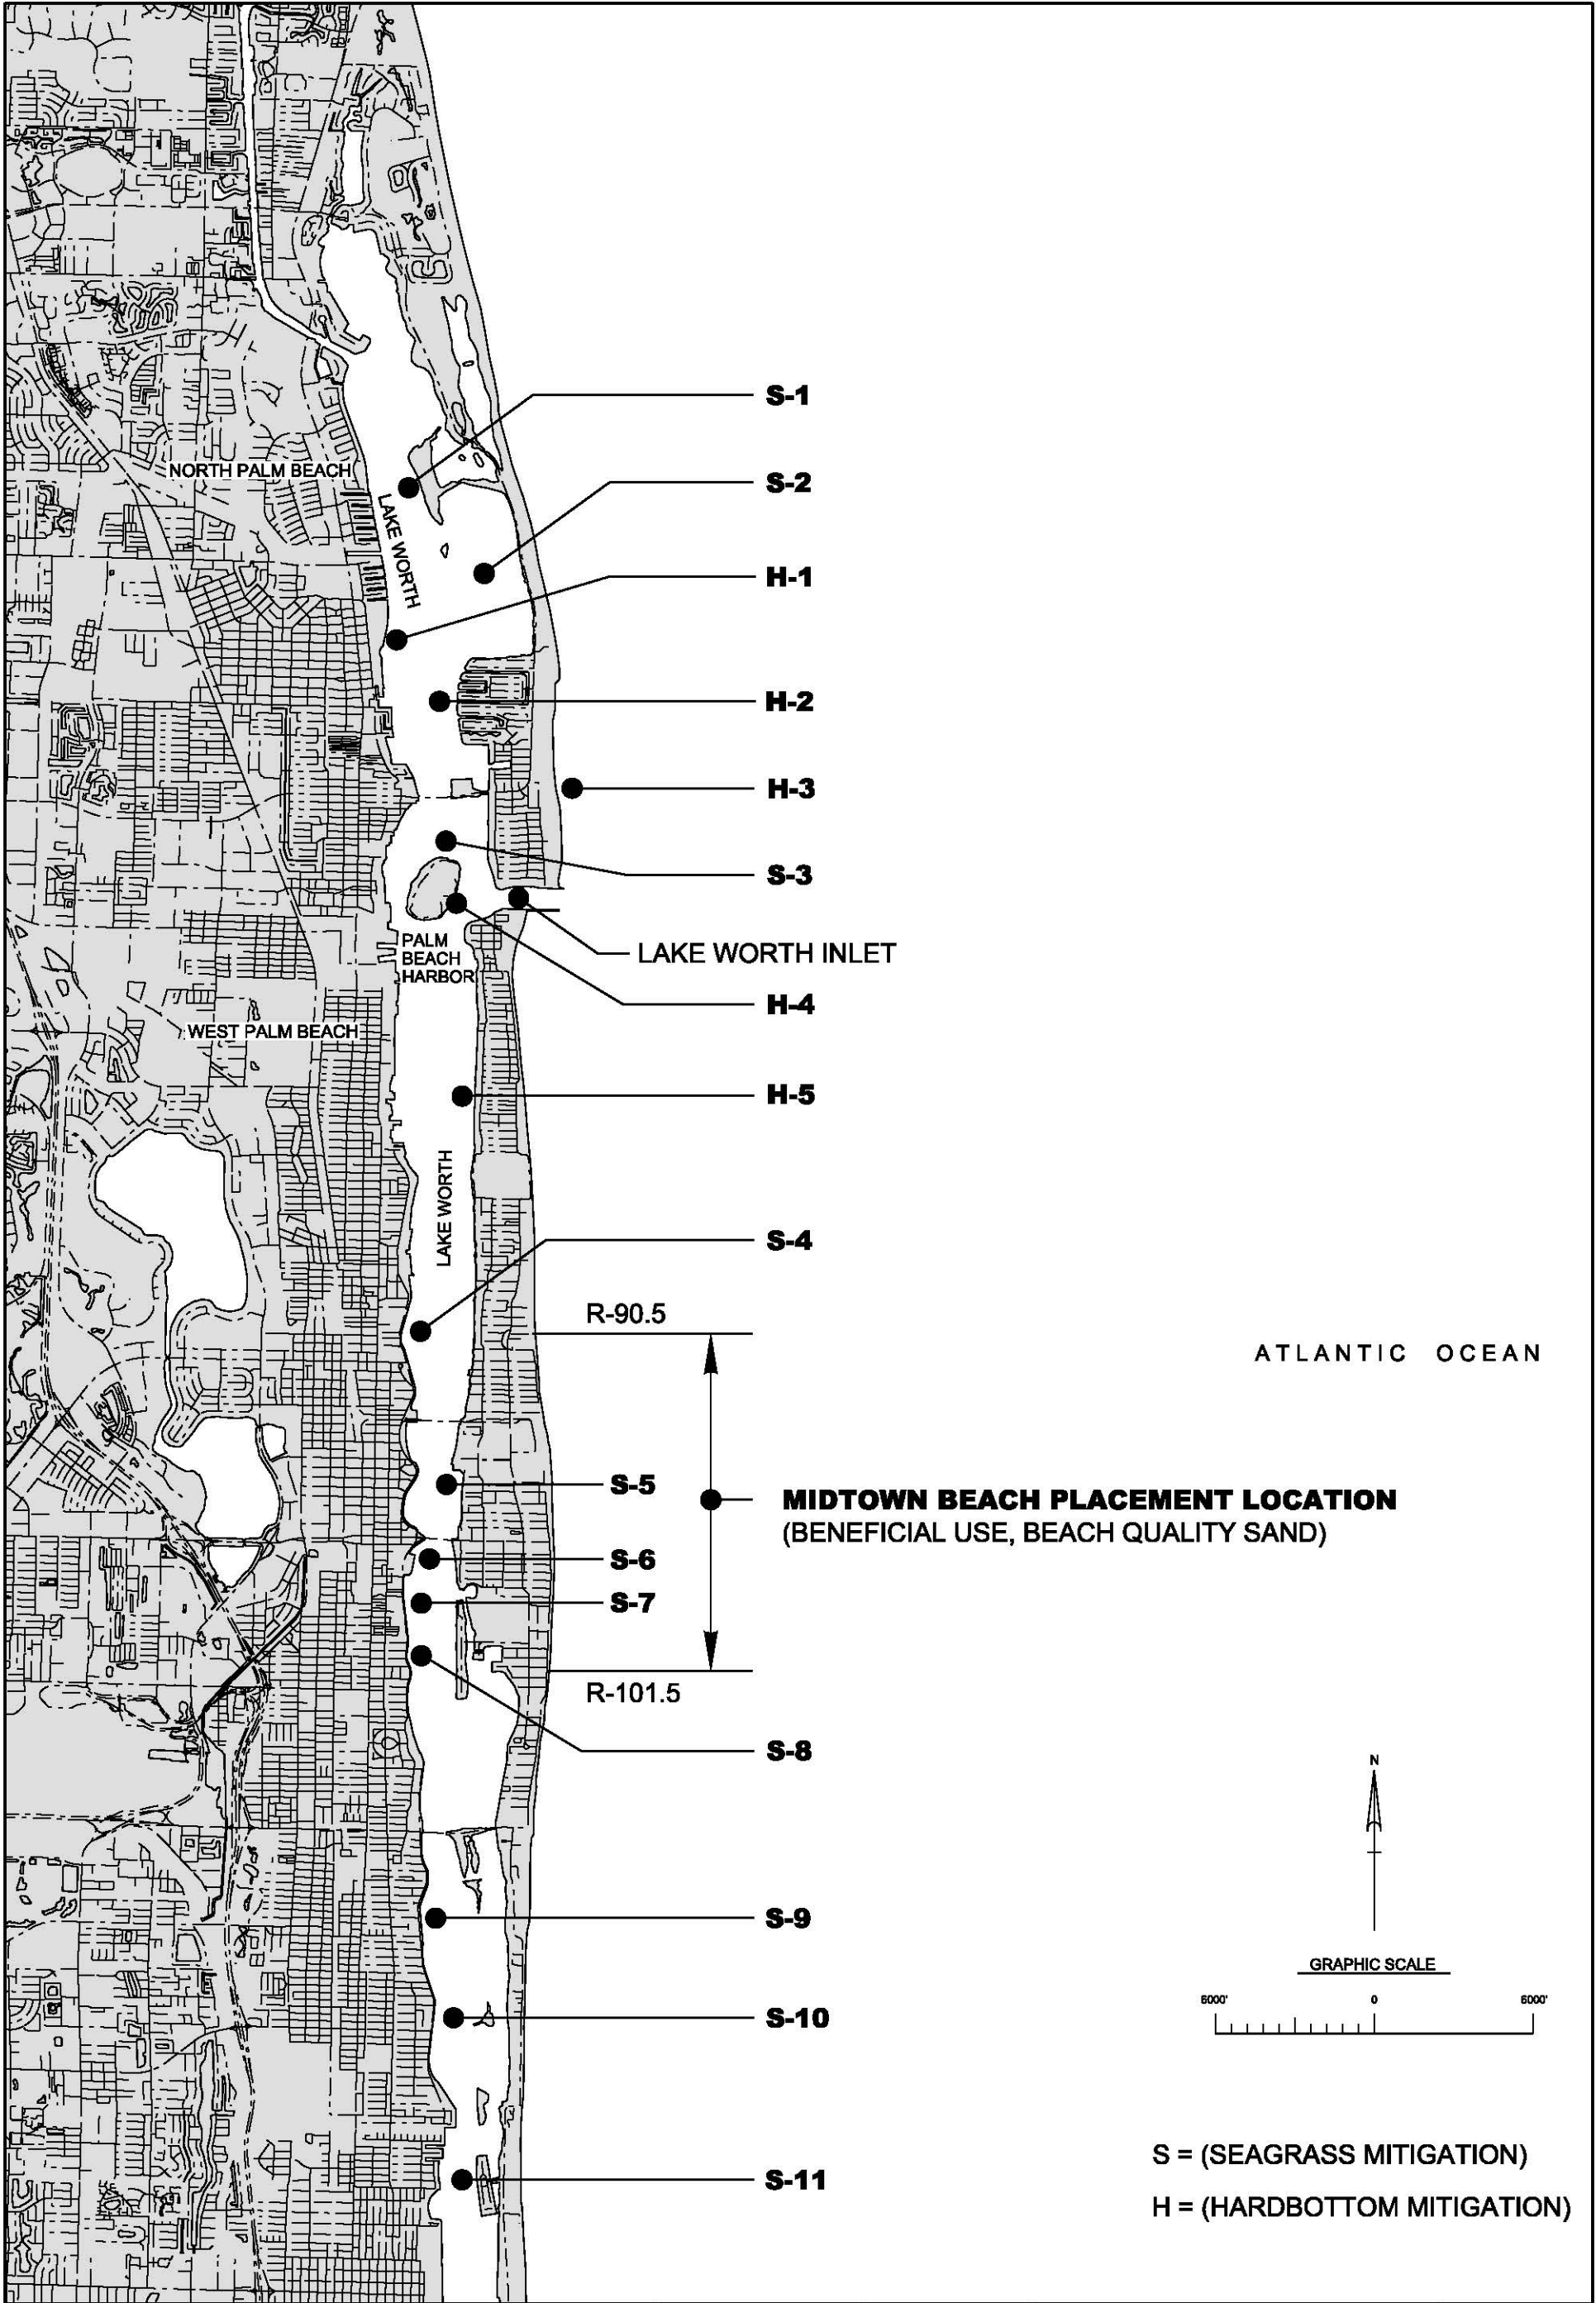 S-1
NORTH PALM BEACH
S-2
LAKE WORTH
H-1
H-2
H-3
S-3
PALM
BEACH
HARBOR
LAKE WORTH INLET
H-4
WEST PALM BEACH
H-5
LAKE WORTH
S-4
R-90.5
ATLANTIC OCEAN
S-5
MIDTOWN BEACH PLACEMENT LOCATION
(BENEFICIAL USE, BEACH QUALITY SAND)
S-6
S-7
R-101.5
S-8
N
S-9
GRAPHIC SCALE
6000' 0 6000'
S-10
S = (SEAGRASS MITIGATION)
S-11
H = (HARDBOTTOM MITIGATION)